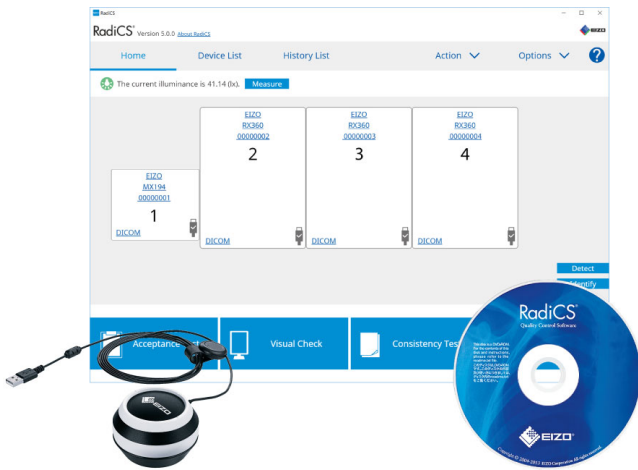 RadiCS
RadiCS® Version 5.0.0 About RadiCS
EIZO
Home Device List History List Action Options ?
The current illuminance is 41.14 (lx). Measure
EIZO
RX360
00000002
2
DICOM
EIZO
RX360
00000003
3
DICOM
EIZO
RX360
00000004
4
DICOM
EIZO
MX194
00000001
1
DICOM
Detect
Identify
Acceptance
Visual Check
Consistency Test
EIZO
RadiCS®
Quality Control Software
EIZO®